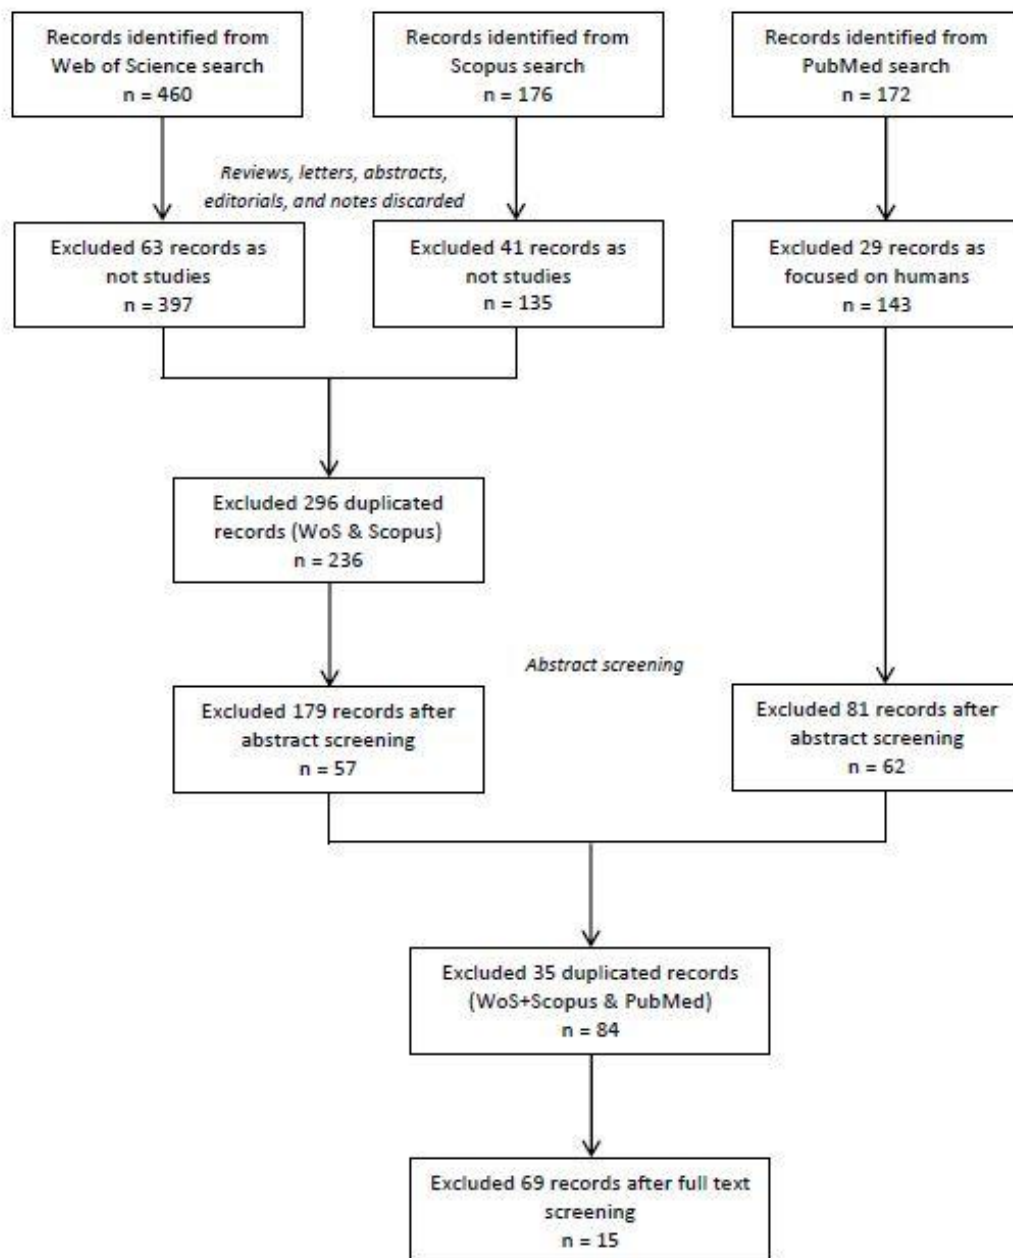 Records identified from
Web of Science search
n = 460
Records identified from
Scopus search
n = 176
Records identified from
PubMed search
n = 172
Reviews, letters, abstracts,
editorials, and notes discarded
Excluded 63 records as
not studies
n = 397
Excluded 41 records as
not studies
n = 135
Excluded 29 records as
focused on humans
n = 143
Excluded 296 duplicated
records (WoS & Scopus)
n = 236
Abstract screening
Excluded 179 records after
abstract screening
n = 57
Excluded 81 records after
abstract screening
n = 62
Excluded 35 duplicated records
(WoS+Scopus & PubMed)
n = 84
Excluded 69 records after full text
screening
n = 15